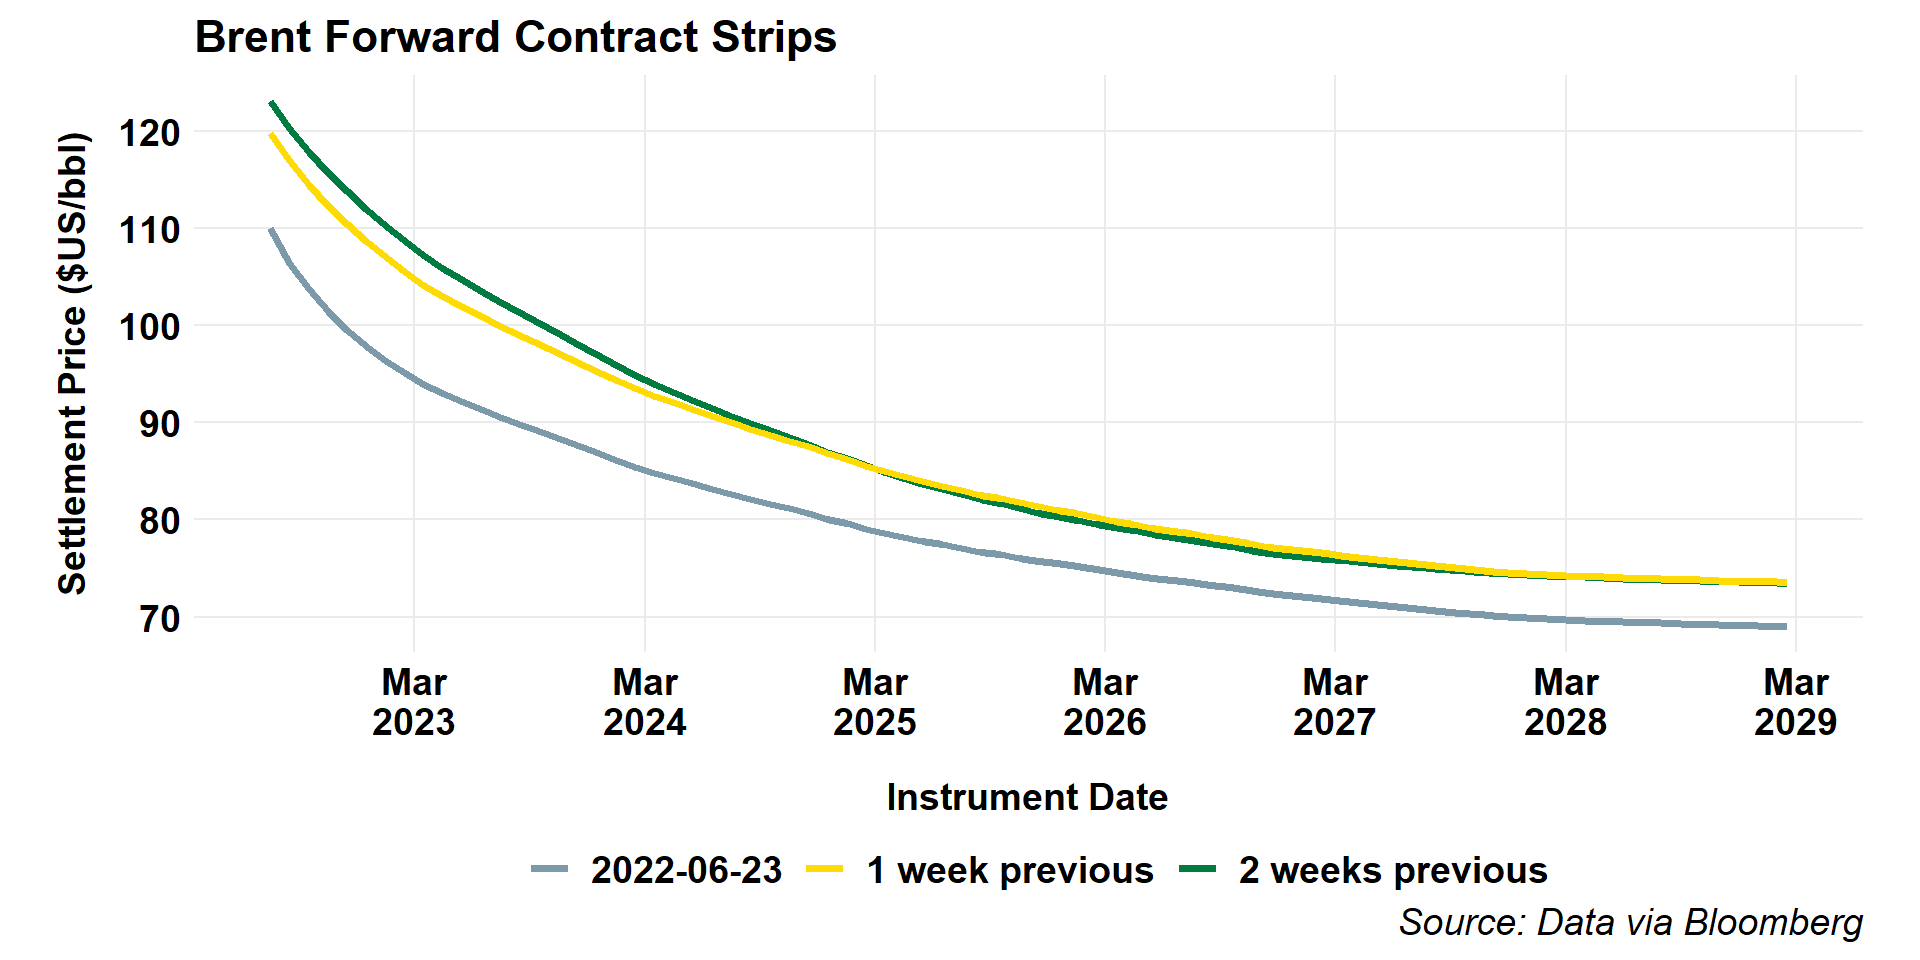 Brent Forward Contract Strips
Settlement Price ($US/bbl)
120
110
100
90
80
70
Mar 2023
Mar 2024
Mar 2025
Mar 2026
Mar 2027
Mar 2028
Mar 2029
Instrument Date
2022-06-23 1 week previous 2 weeks previous
Source: Data via Bloomberg